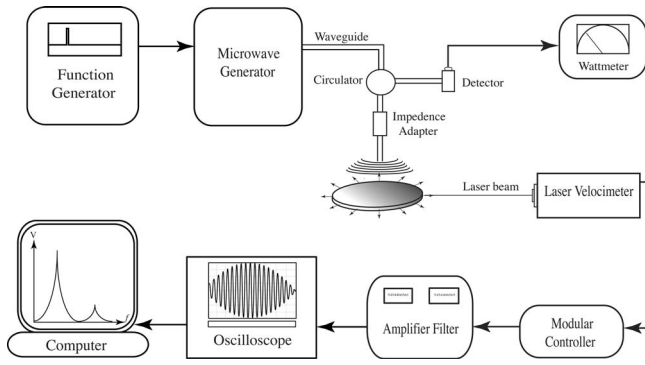 Function
Generator
Microwave
Generator
Waveguide
Circulator
Detector
Wattmeter
Impedence
Adapter
Laser beam
Laser Velocimeter
V
f
Computer
Oscilloscope
Amplifier Filter
Modular
Controller